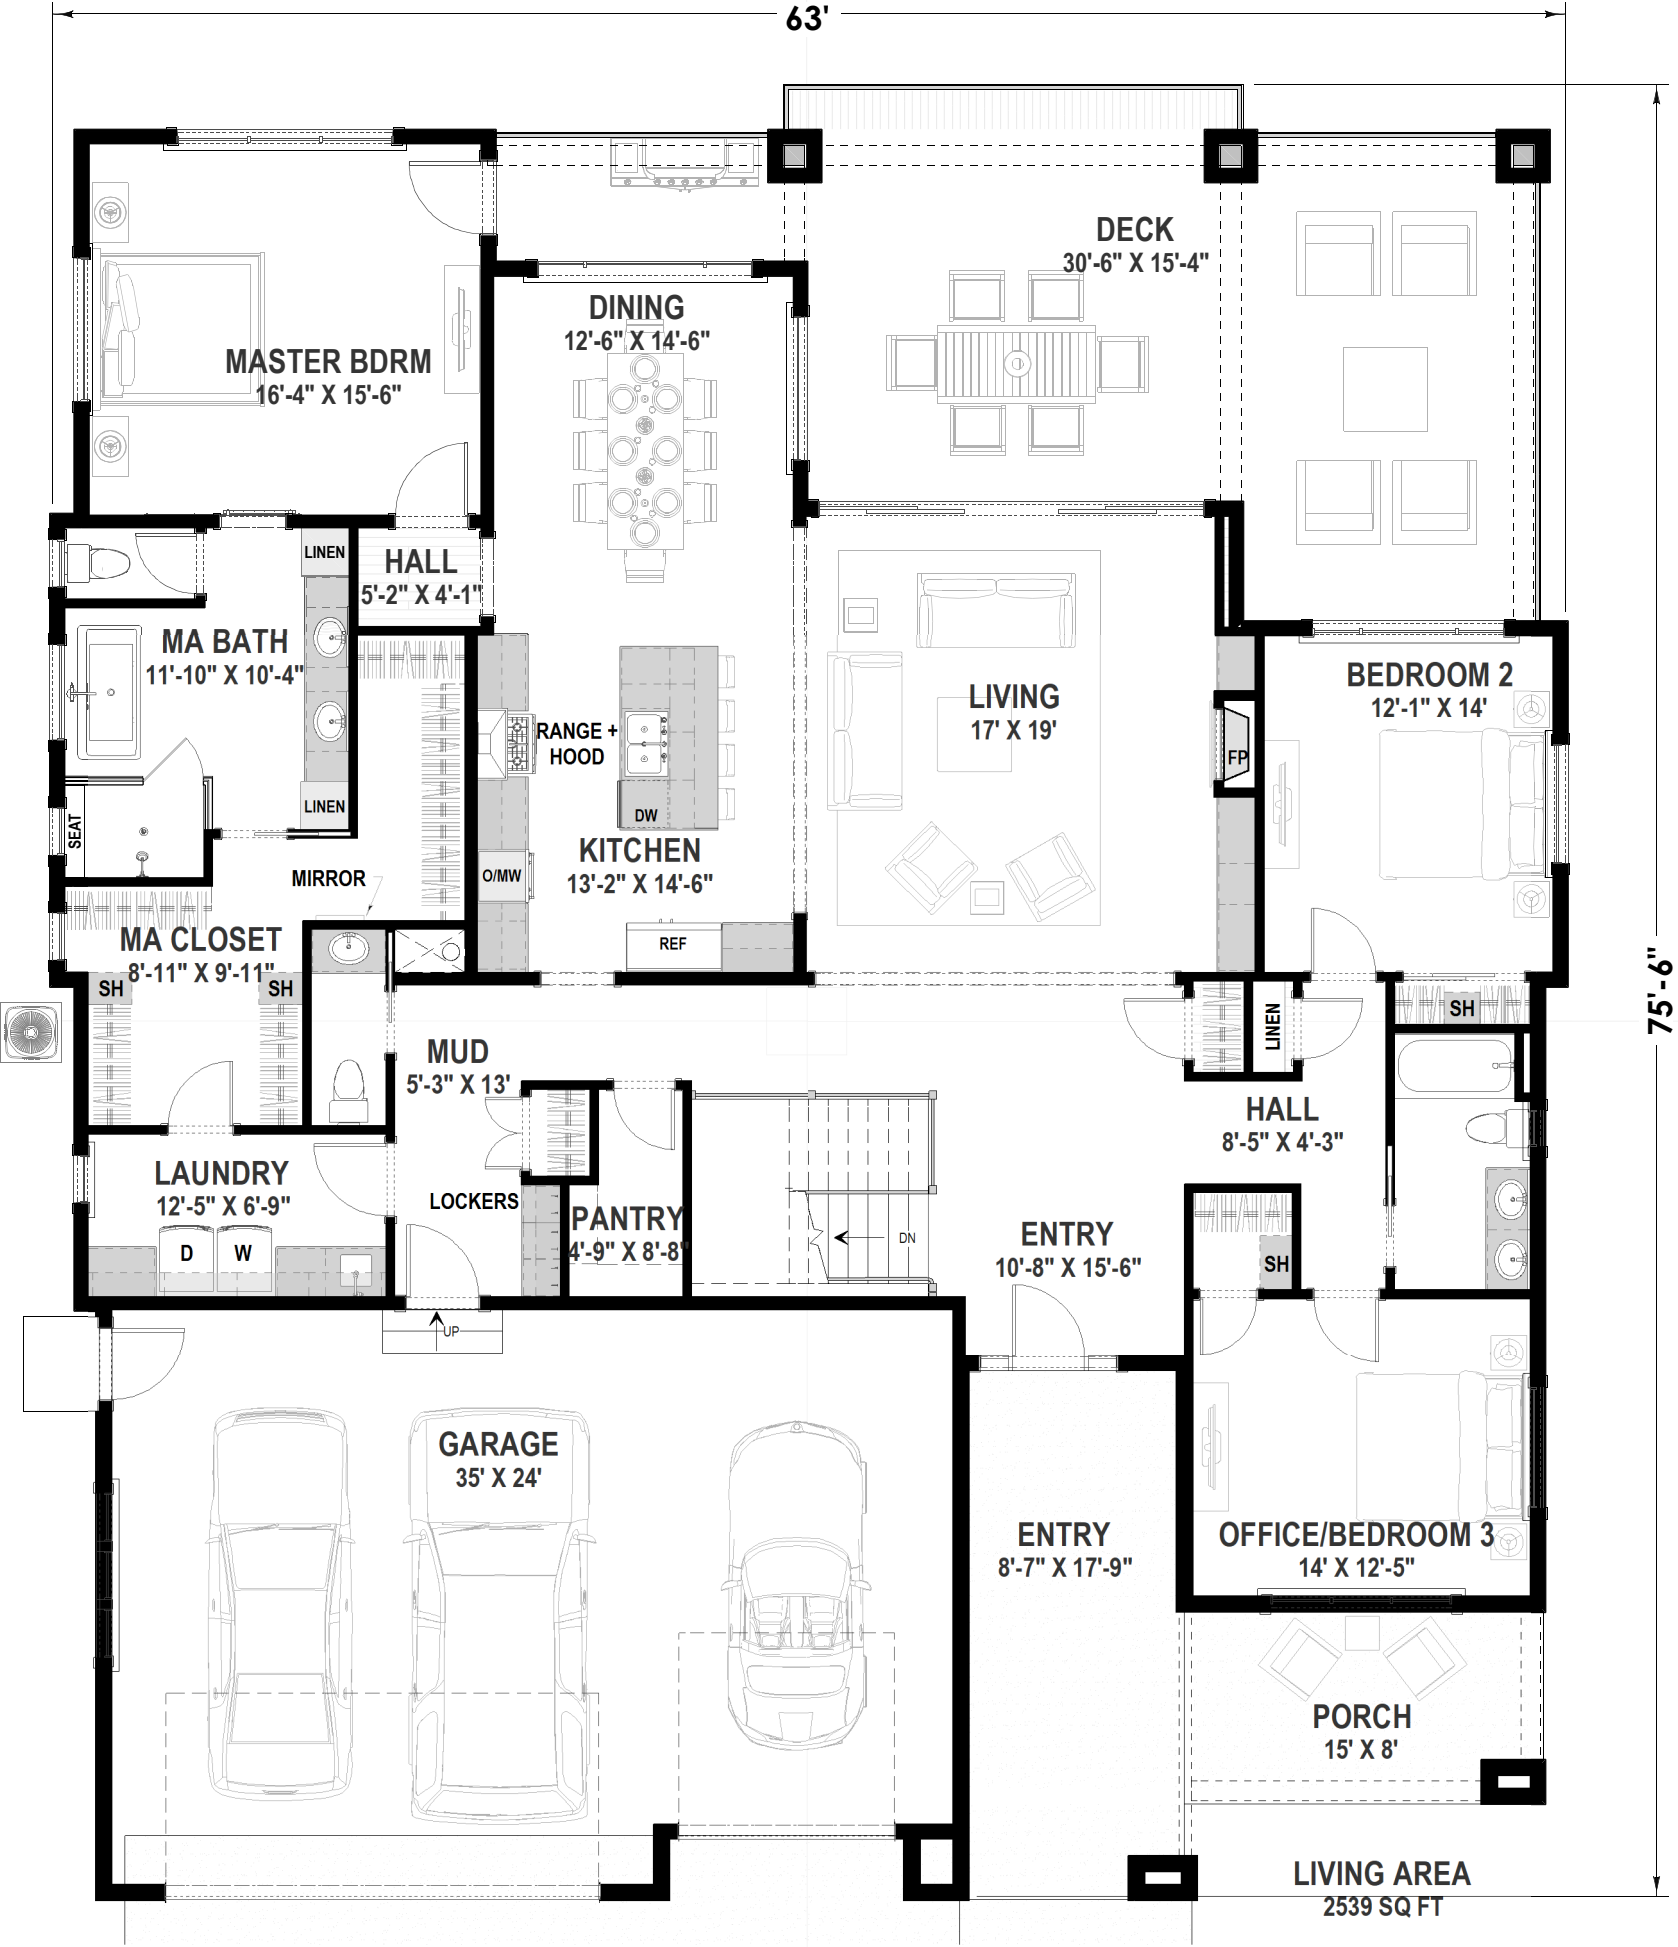 63'
DECK
30'-6" X 15'-4"
DINING
12'-6" X 14'-6"
MASTER BDRM
16'-4" X 15'-6"
LINEN
HALL
5'-2" X 4'-1"
MA BATH
11'-10" X 10'-4"
BEDROOM 2
12'-1" X 14'
LIVING
17' X 19'
RANGE +
HOOD
FP
LINEN
DW
SEAT
KITCHEN
13'-2" X 14'-6"
O/MW
MIRROR
REF
MA CLOSET
8'-11" X 9'-11"
SH
SH
75'-6"
SH
LINEN
MUD
5'-3" X 13'
HALL
8'-5" X 4'-3"
LAUNDRY
12'-5" X 6'-9"
LOCKERS
PANTRY
4'-9" X 8'-8"
DN
ENTRY
10'-8" X 15'-6"
D
W
SH
UP
GARAGE
35' X 24'
ENTRY
8'-7" X 17'-9"
OFFICE/BEDROOM 3
14' X 12'-5"
PORCH
15' X 8'
LIVING AREA
2539 SQ FT